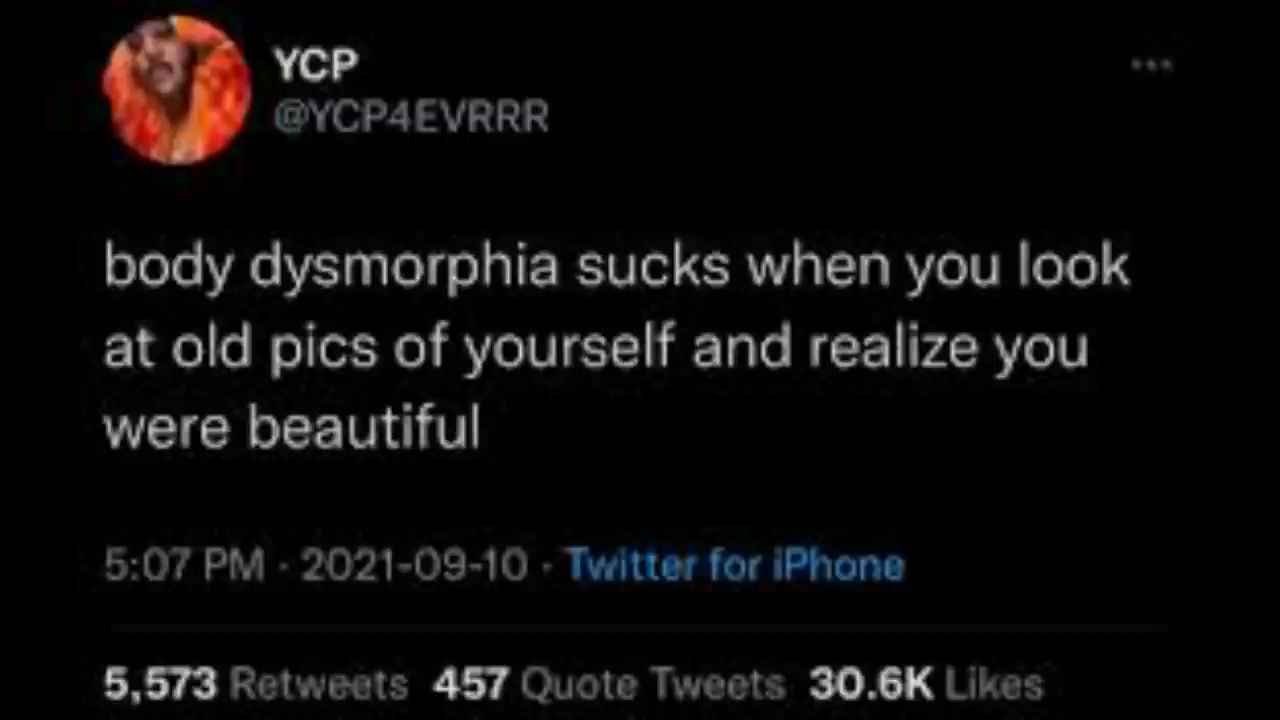 YCP
@YCP4EVRRR
body dysmorphia sucks when you look
at old pics of yourself and realize you
were beautiful
5:07 PM · 2021-09-10 · Twitter for iPhone
5,573 Retweets 457 Quote Tweets 30.6K Likes